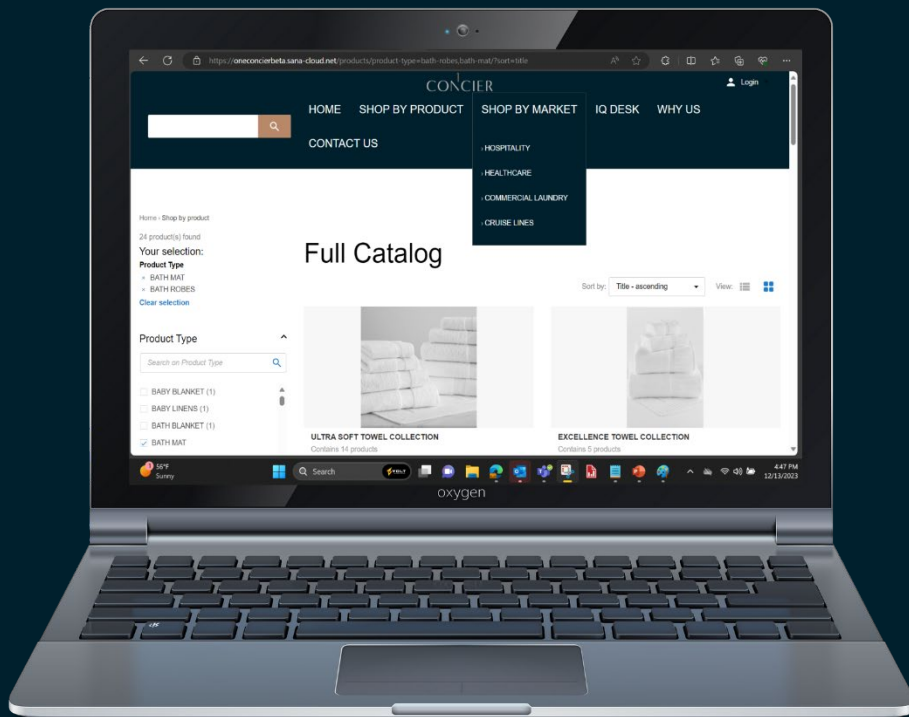 https://oneconcierbeta.sana-cloud.net/products/product-type=bath-robes;bath-mat/?sort=title
CONCIER
Login
HOME SHOP BY PRODUCT SHOP BY MARKET IQ DESK WHY US
CONTACT US
› HOSPITALITY
› HEALTHCARE
› COMMERCIAL LAUNDRY
› CRUISE LINES
Home › Shop by product
24 product(s) found
Your selection:
Product Type
BATH MAT
BATH ROBES
Clear selection
Full Catalog
Sort by: Title - ascending View:
Product Type
Search on Product Type
BABY BLANKET (1)
BABY LINENS (1)
BATH BLANKET (1)
BATH MAT
ULTRA SOFT TOWEL COLLECTION
Contains 14 products
EXCELLENCE TOWEL COLLECTION
Contains 5 products
56°F
Sunny
Search
4:47 PM
12/13/2023
oxygen